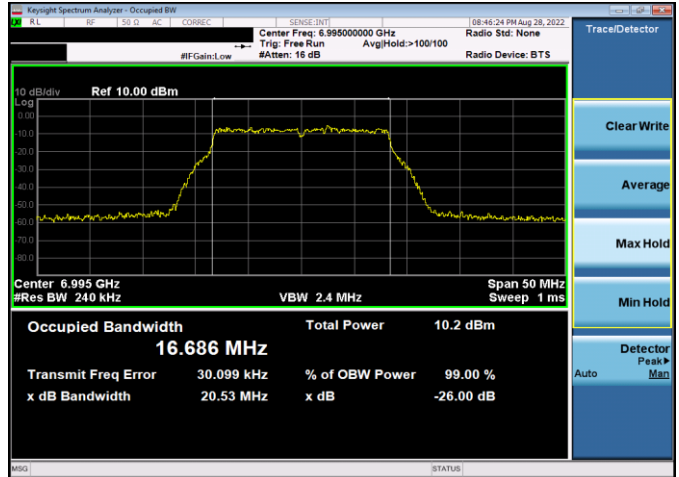 Keysight Spectrum Analyzer - Occupied BW
RL RF 50 Ω AC CORREC SENSE:INT 08:46:24 PM Aug 28, 2022
Center Freq: 6.995000000 GHz Radio Std: None
Trig: Free Run Avg|Hold:>100/100
#IFGain:Low #Atten: 16 dB Radio Device: BTS
Trace/Detector
10 dB/div Ref 10.00 dBm
Log
0.00
-10.0
-20.0
-30.0
-40.0
-50.0
-60.0
-70.0
-80.0
Center 6.995 GHz Span 50 MHz
#Res BW 240 kHz VBW 2.4 MHz Sweep 1 ms
Occupied Bandwidth Total Power 10.2 dBm
16.686 MHz
Transmit Freq Error 30.099 kHz % of OBW Power 99.00 %
x dB Bandwidth 20.53 MHz x dB -26.00 dB
Clear Write
Average
Max Hold
Min Hold
Detector
Peak▶
Auto Man
MSG STATUS